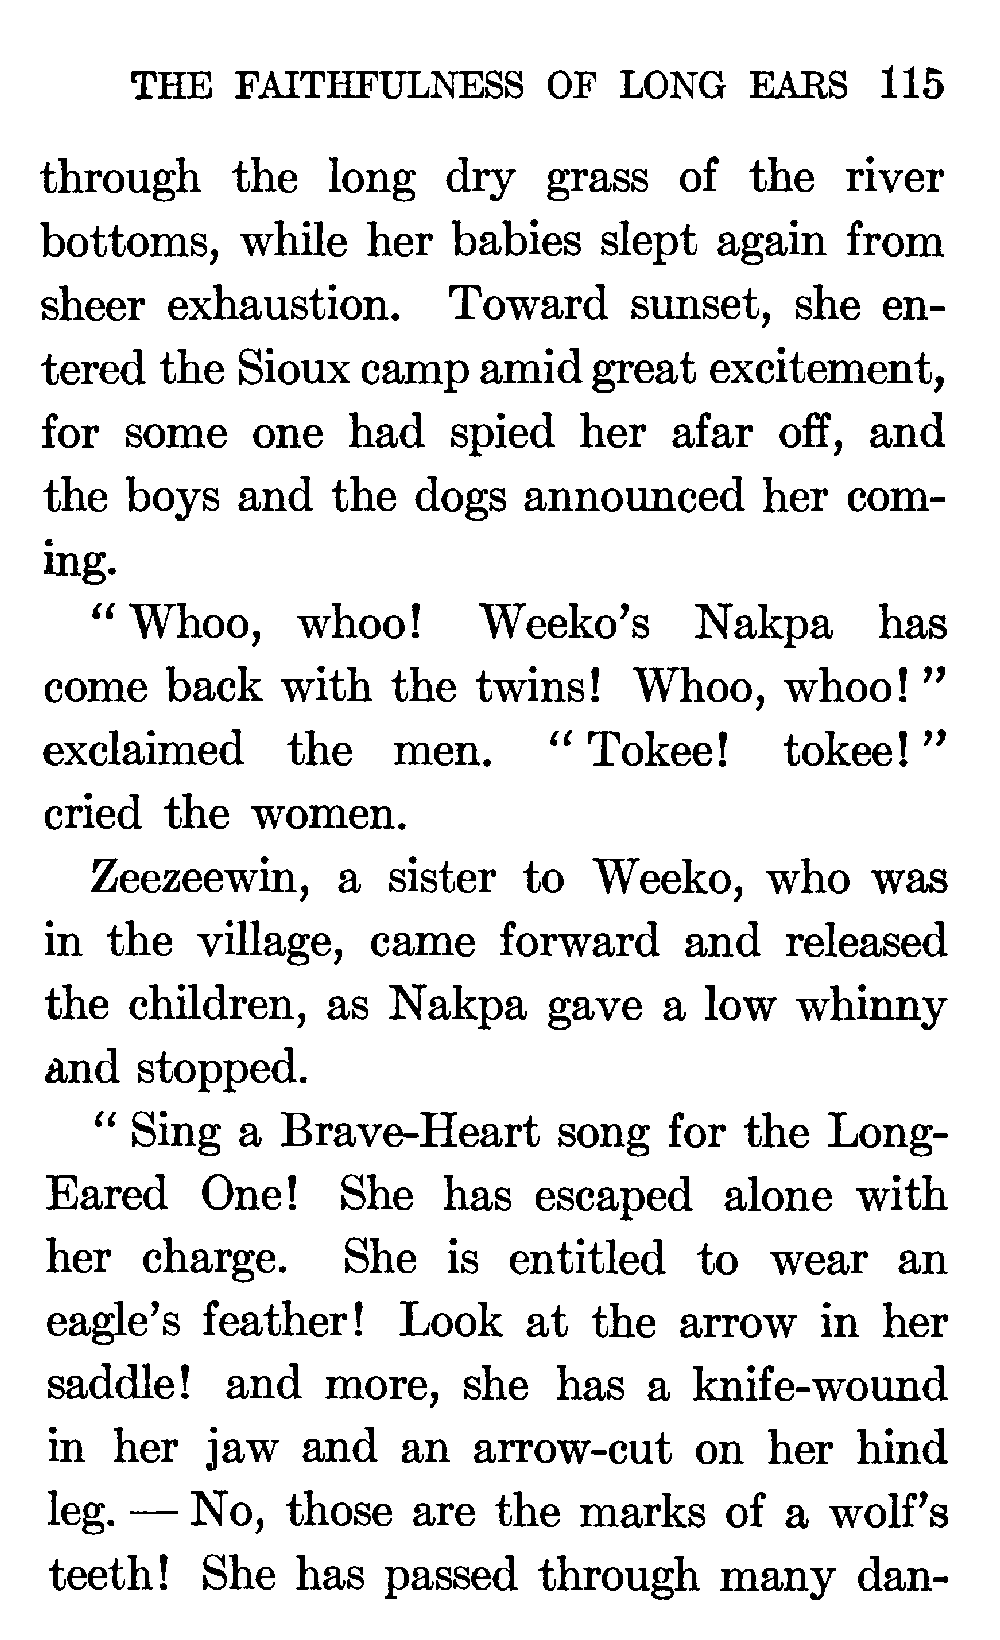 THE FAITHFULNESS OF LONG EARS 115
through the long dry grass of the river
bottoms, while her babies slept again from
sheer exhaustion. Toward sunset, she en-
tered the Sioux camp amid great excitement,
for some one had spied her afar off, and
the boys and the dogs announced her com-
ing.
“ Whoo, whoo! Weeko’s Nakpa has
come back with the twins! Whoo, whoo! ”
exclaimed the men. “ Tokee! tokee! ”
cried the women.
Zeezeewin, a sister to Weeko, who was
in the village, came forward and released
the children, as Nakpa gave a low whinny
and stopped.
“ Sing a Brave-Heart song for the Long-
Eared One! She has escaped alone with
her charge. She is entitled to wear an
eagle’s feather! Look at the arrow in her
saddle! and more, she has a knife-wound
in her jaw and an arrow-cut on her hind
leg. — No, those are the marks of a wolf’s
teeth! She has passed through many dan-